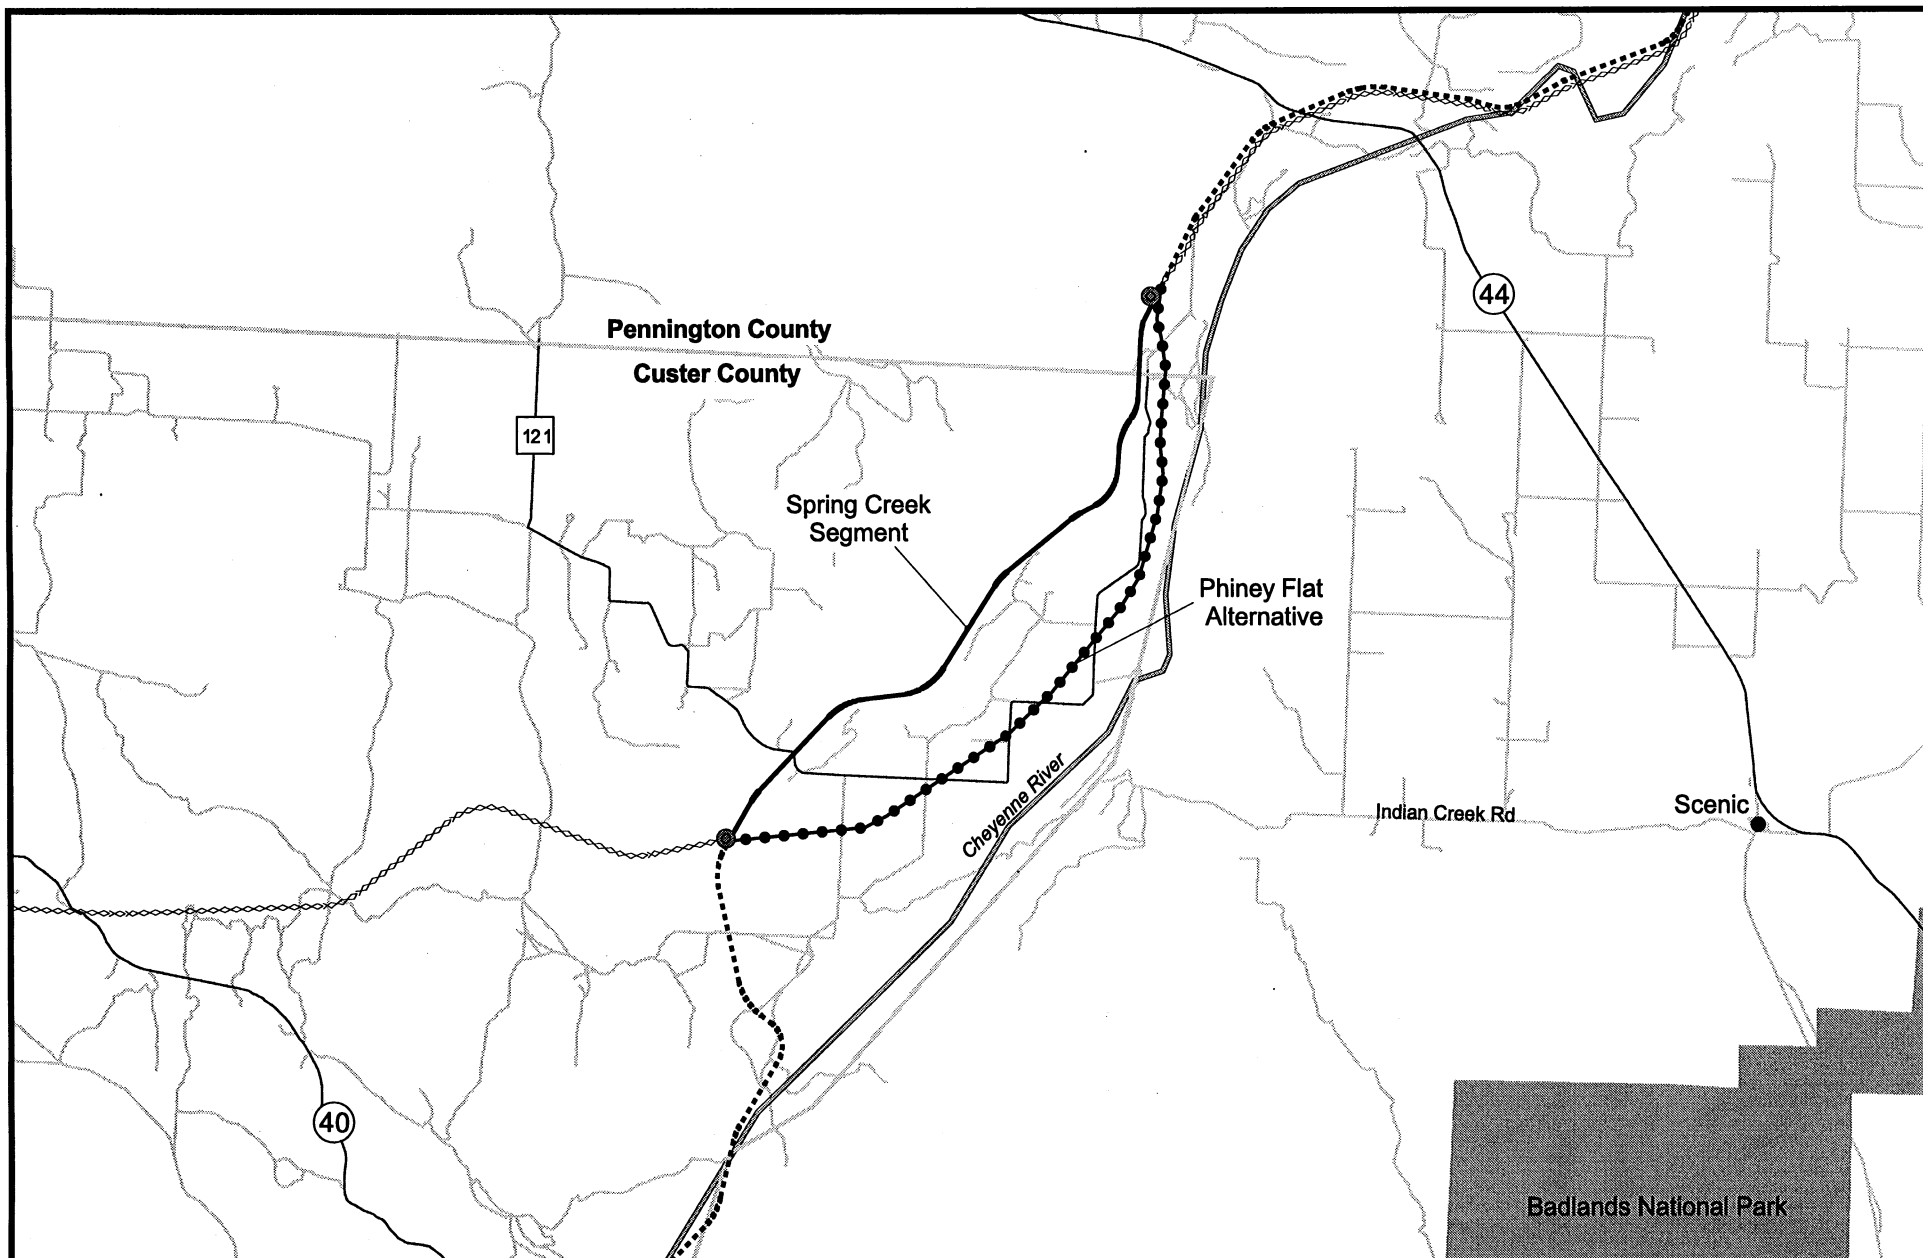 44
Pennington County
Custer County
121
Spring Creek
Segment
Phiney Flat
Alternative
Cheyenne River
Indian Creek Rd
Scenic
40
Badlands National Park